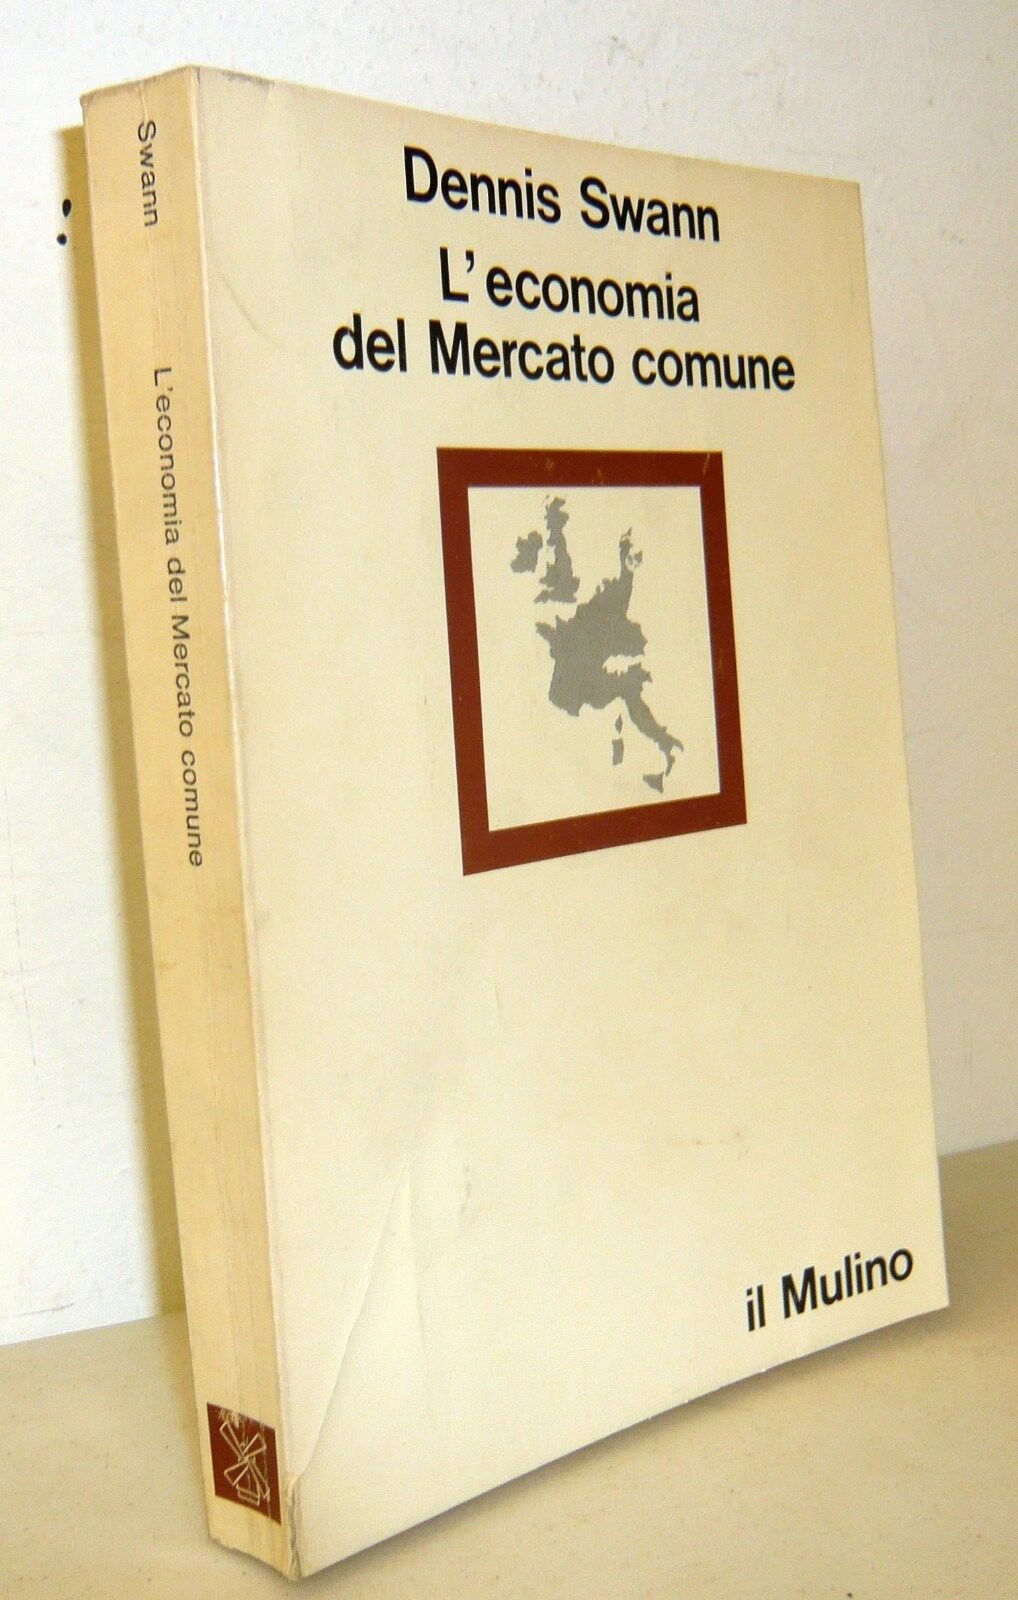 Dennis Swann
L'economia
del Mercato comune
il Mulino
Swann L'economia del Mercato comune